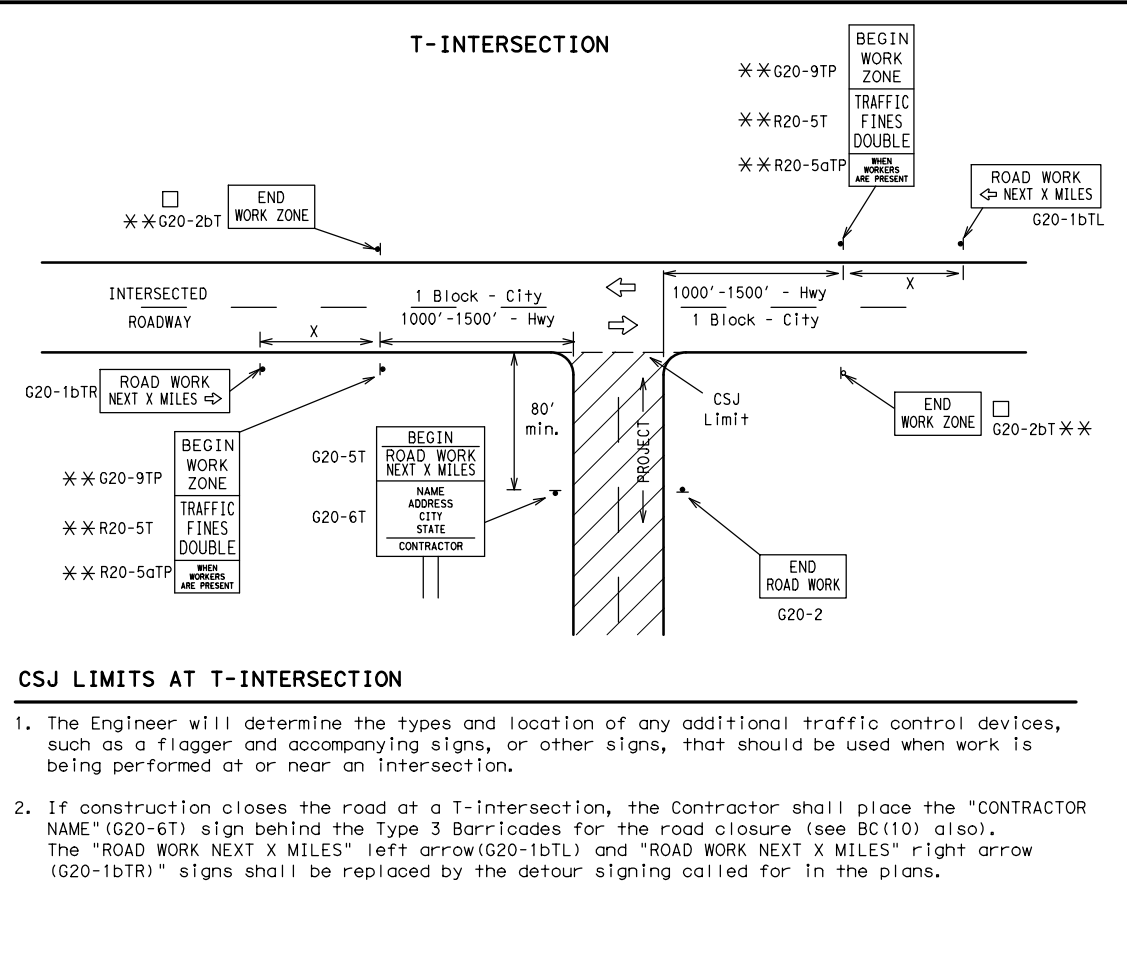 T-INTERSECTION
**G20-9TP
**R20-5T
**R20-5aTP
BEGIN
WORK
ZONE
TRAFFIC
FINES
DOUBLE
WHEN
WORKERS
ARE PRESENT
ROAD WORK
⇦ NEXT X MILES
G20-1bTL
□
**G20-2bT
END
WORK ZONE
INTERSECTED
ROADWAY
X
1 Block - City
1000'-1500' - Hwy
1000'-1500' - Hwy
1 Block - City
X
G20-1bTR
ROAD WORK
NEXT X MILES ⇨
80'
min.
CSJ
Limit
PROJECT
END
WORK ZONE
□
G20-2bT**
**G20-9TP
**R20-5T
**R20-5aTP
BEGIN
WORK
ZONE
TRAFFIC
FINES
DOUBLE
WHEN
WORKERS
ARE PRESENT
G20-5T
G20-6T
BEGIN
ROAD WORK
NEXT X MILES
NAME
ADDRESS
CITY
STATE
CONTRACTOR
END
ROAD WORK
G20-2
CSJ LIMITS AT T-INTERSECTION
1. The Engineer will determine the types and location of any additional traffic control devices,
such as a flagger and accompanying signs, or other signs, that should be used when work is
being performed at or near an intersection.
2. If construction closes the road at a T-intersection, the Contractor shall place the "CONTRACTOR
NAME"(G20-6T) sign behind the Type 3 Barricades for the road closure (see BC(10) also).
The "ROAD WORK NEXT X MILES" left arrow(G20-1bTL) and "ROAD WORK NEXT X MILES" right arrow
(G20-1bTR)" signs shall be replaced by the detour signing called for in the plans.